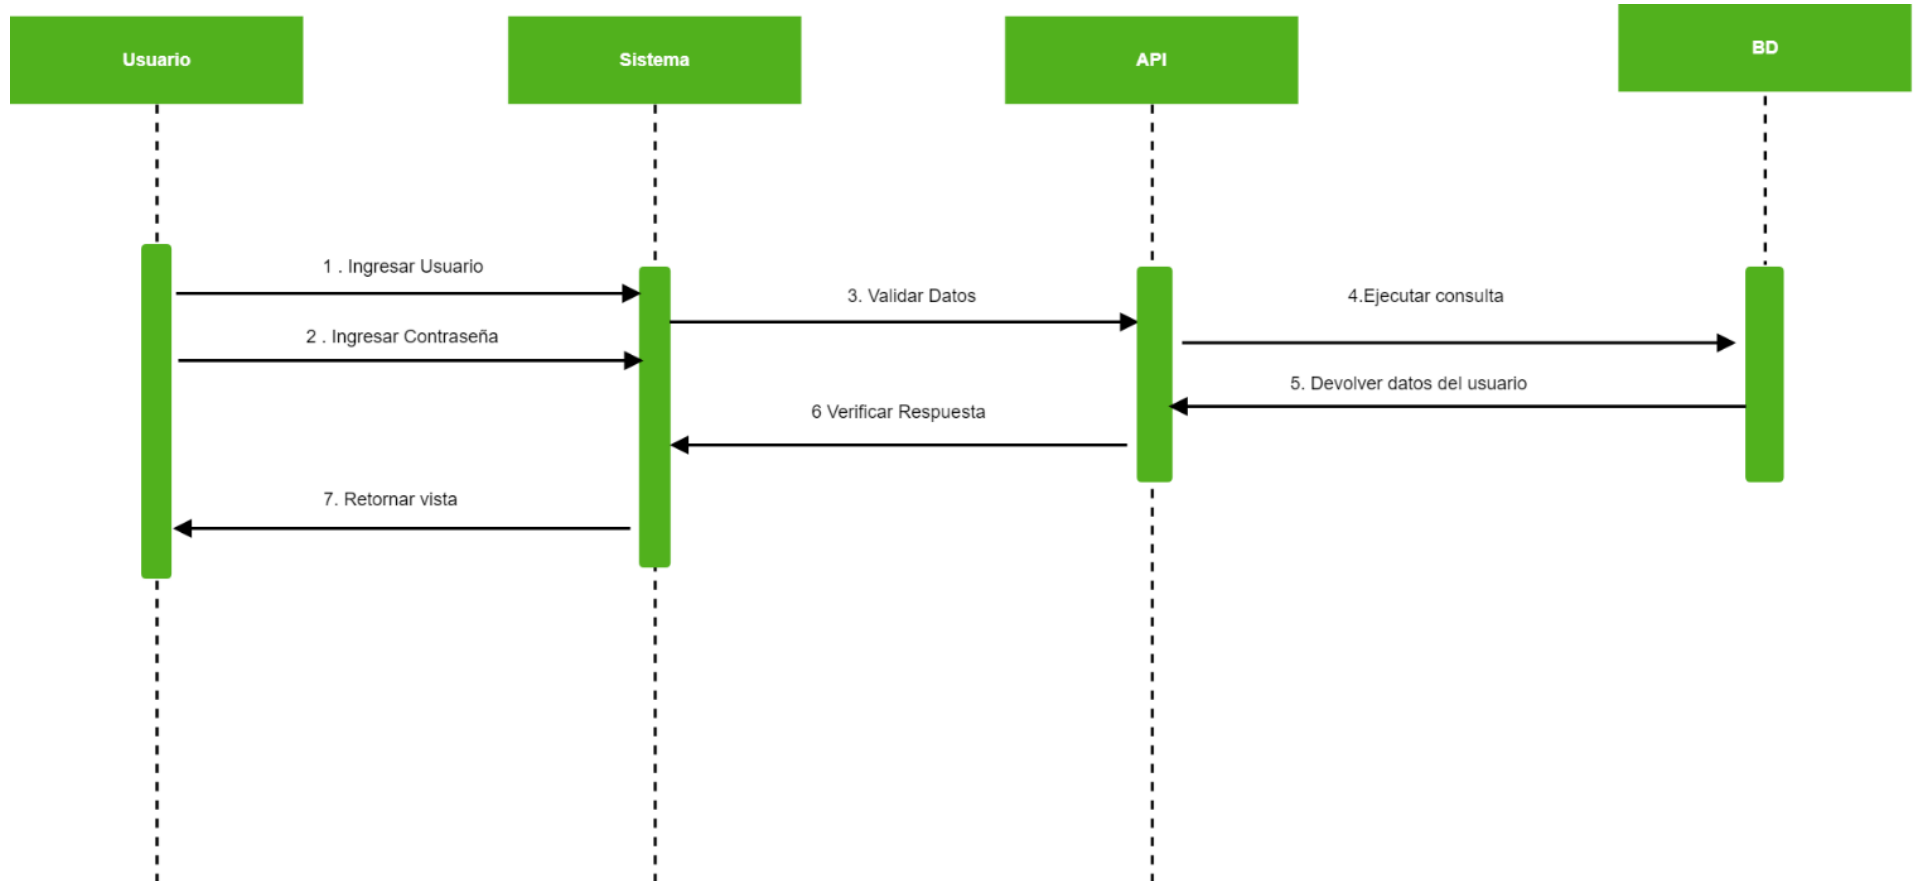 Usuario
Sistema
API
BD
1 . Ingresar Usuario
3. Validar Datos
4.Ejecutar consulta
2 . Ingresar Contraseña
5. Devolver datos del usuario
6 Verificar Respuesta
7. Retornar vista